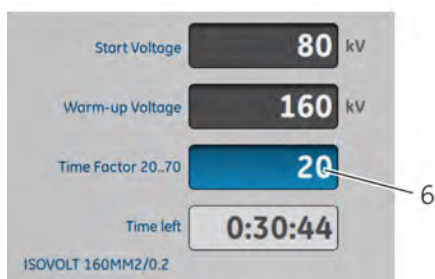 Start Voltage 80 kV
Warm-up Voltage 160 kV
Time Factor 20..70 20
6
Time left 0:30:44
ISOVOLT 160MM2/0.2